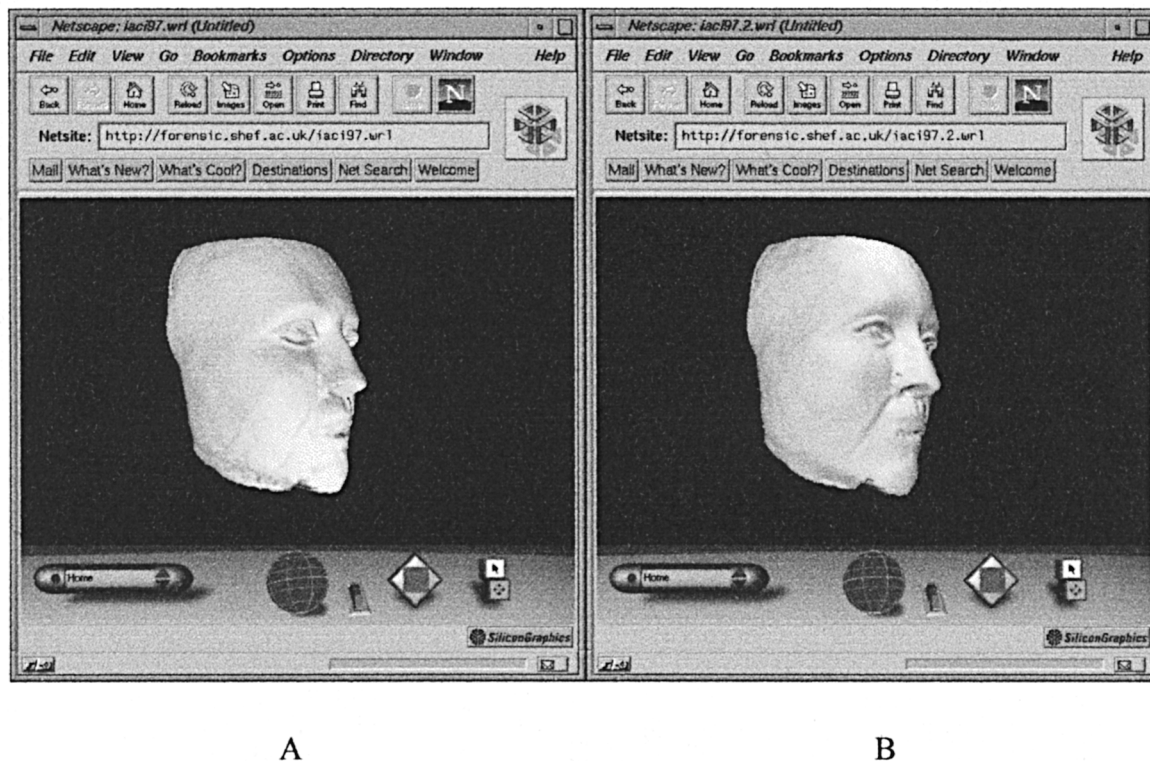 Netscape: iaci97.wrl (Untitled)
File Edit View Go Bookmarks Options Directory Window Help
Back Home Reload Images Open Print Find N
Netsite: http://forensic.shef.ac.uk/iaci97.wrl
Mail What's New? What's Cool? Destinations Net Search Welcome
Home
SiliconGraphics
A
Netscape: iaci97.2.wrl (Untitled)
File Edit View Go Bookmarks Options Directory Window Help
Back Home Reload Images Open Print Find N
Netsite: http://forensic.shef.ac.uk/iaci97.2.wrl
Mail What's New? What's Cool? Destinations Net Search Welcome
Home
SiliconGraphics
B